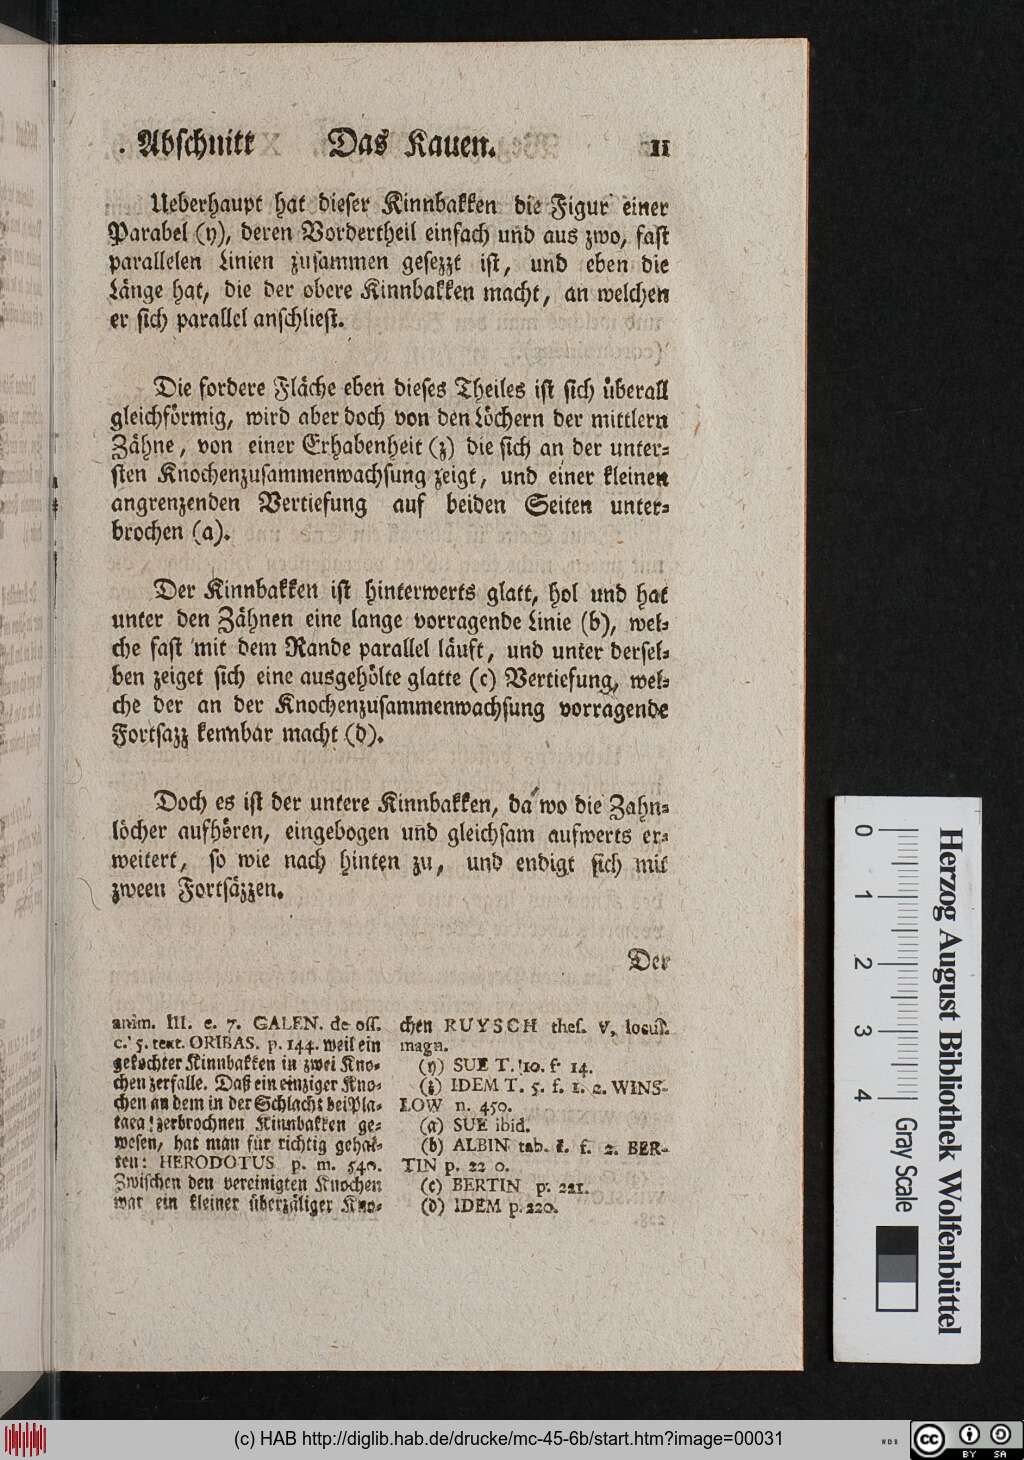 . Abschnitt Das Kauen. 11
Ueberhaupt hat dieser Kinnbakken die Figur einer
Parabel (y), deren Vordertheil einfach und aus zwo, fast
parallelen Linien zusammen gesezzt ist, und eben die
Länge hat, die der obere Kinnbakken macht, an welchen
er sich parallel anschliest.
Die fordere Fläche eben dieses Theiles ist sich überall
gleichförmig, wird aber doch von den Löchern der mittlern
Zähne, von einer Erhabenheit (z) die sich an der unter-
sten Knochenzusammenwachsung zeigt, und einer kleinen
angrenzenden Vertiefung auf beiden Seiten unter-
brochen (a).
Der Kinnbakken ist hinterwerts glatt, hol und hat
unter den Zähnen eine lange vorragende Linie (b), wel-
che fast mit dem Rande parallel läuft, und unter dersel-
ben zeiget sich eine ausgehölte glatte (c) Vertiefung, wel-
che der an der Knochenzusammenwachsung vorragende
Fortsazz kennbar macht (d).
Doch es ist der untere Kinnbakken, da wo die Zahn-
löcher aufhören, eingebogen und gleichsam aufwerts er-
weitert, so wie nach hinten zu, und endigt sich mit
zween Fortsäzzen.
Der
anim. III. c. 7. GALEN. de oss.
c. 5. text. ORIBAS. p. 144. weil ein
gekochter Kinnbakken in zwei Kno-
chen zerfalle. Daß ein einziger Kno-
chen an dem in der Schlacht bei Pla-
taea zerbrochnen Kinnbakken ge-
wesen, hat man für richtig gehal-
ten: HERODOTUS p. m. 540.
Zwischen den vereinigten Knochen
war ein kleiner überzäliger Kno-
chen RUYSCH thes. V, locul.
magn.
(y) SUE T. 10. f. 14.
(z) IDEM T. 5. f. 1. 2. WINS-
LOW n. 450.
(a) SUE ibid.
(b) ALBIN tab. 1. f. 2. BER-
TIN p. 220.
(c) BERTIN p. 221.
(d) IDEM p. 220.
0 1 2 3 4
Herzog August Bibliothek Wolfenbüttel
Gray Scale
(c) HAB http://diglib.hab.de/drucke/mc-45-6b/start.htm?image=00031
WDB
cc BY SA